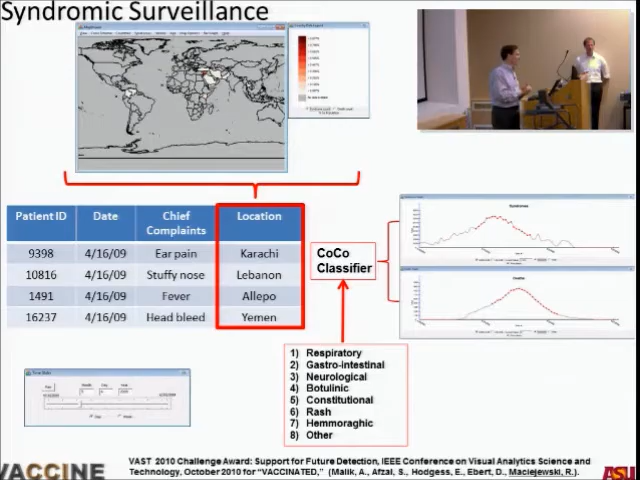 Syndromic Surveillance
Patient ID Date Chief Complaints Location
9398 4/16/09 Ear pain Karachi
10816 4/16/09 Stuffy nose Lebanon
1491 4/16/09 Fever Allepo
16237 4/16/09 Head bleed Yemen
CoCo
Classifier
1) Respiratory
2) Gastro-intestinal
3) Neurological
4) Botulinic
5) Constitutional
6) Rash
7) Hemmoraghic
8) Other
VACCINE
VAST 2010 Challenge Award: Support for Future Detection, IEEE Conference on Visual Analytics Science and
Technology, October 2010 for "VACCINATED," (Malik, A., Afzal, S., Hodgess, E., Ebert, D., Maciejewski, R.).
ASU